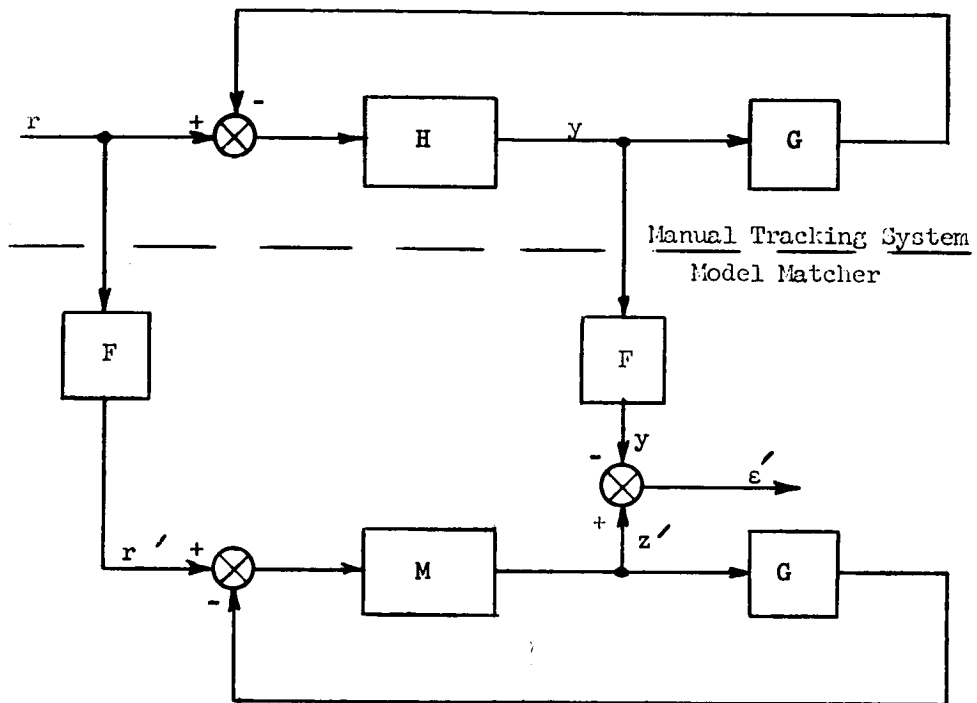 -
r
+
H
y
G
Manual Tracking System
Model Matcher
F
F
y
-
ε′
+
z′
r′
+
M
G
-